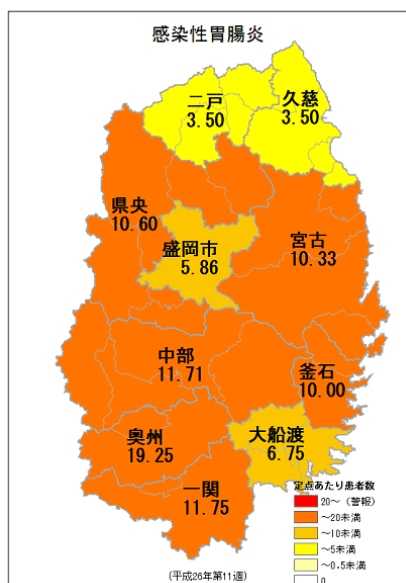 感染性胃腸炎
二戸
3.50
久慈
3.50
県央
10.60
盛岡市
5.86
宮古
10.33
中部
11.71
釜石
10.00
奥州
19.25
大船渡
6.75
一関
11.75
定点あたり患者数
20～（警報）
～20未満
～10未満
～5未満
～0.5未満
0
(平成26年第11週)